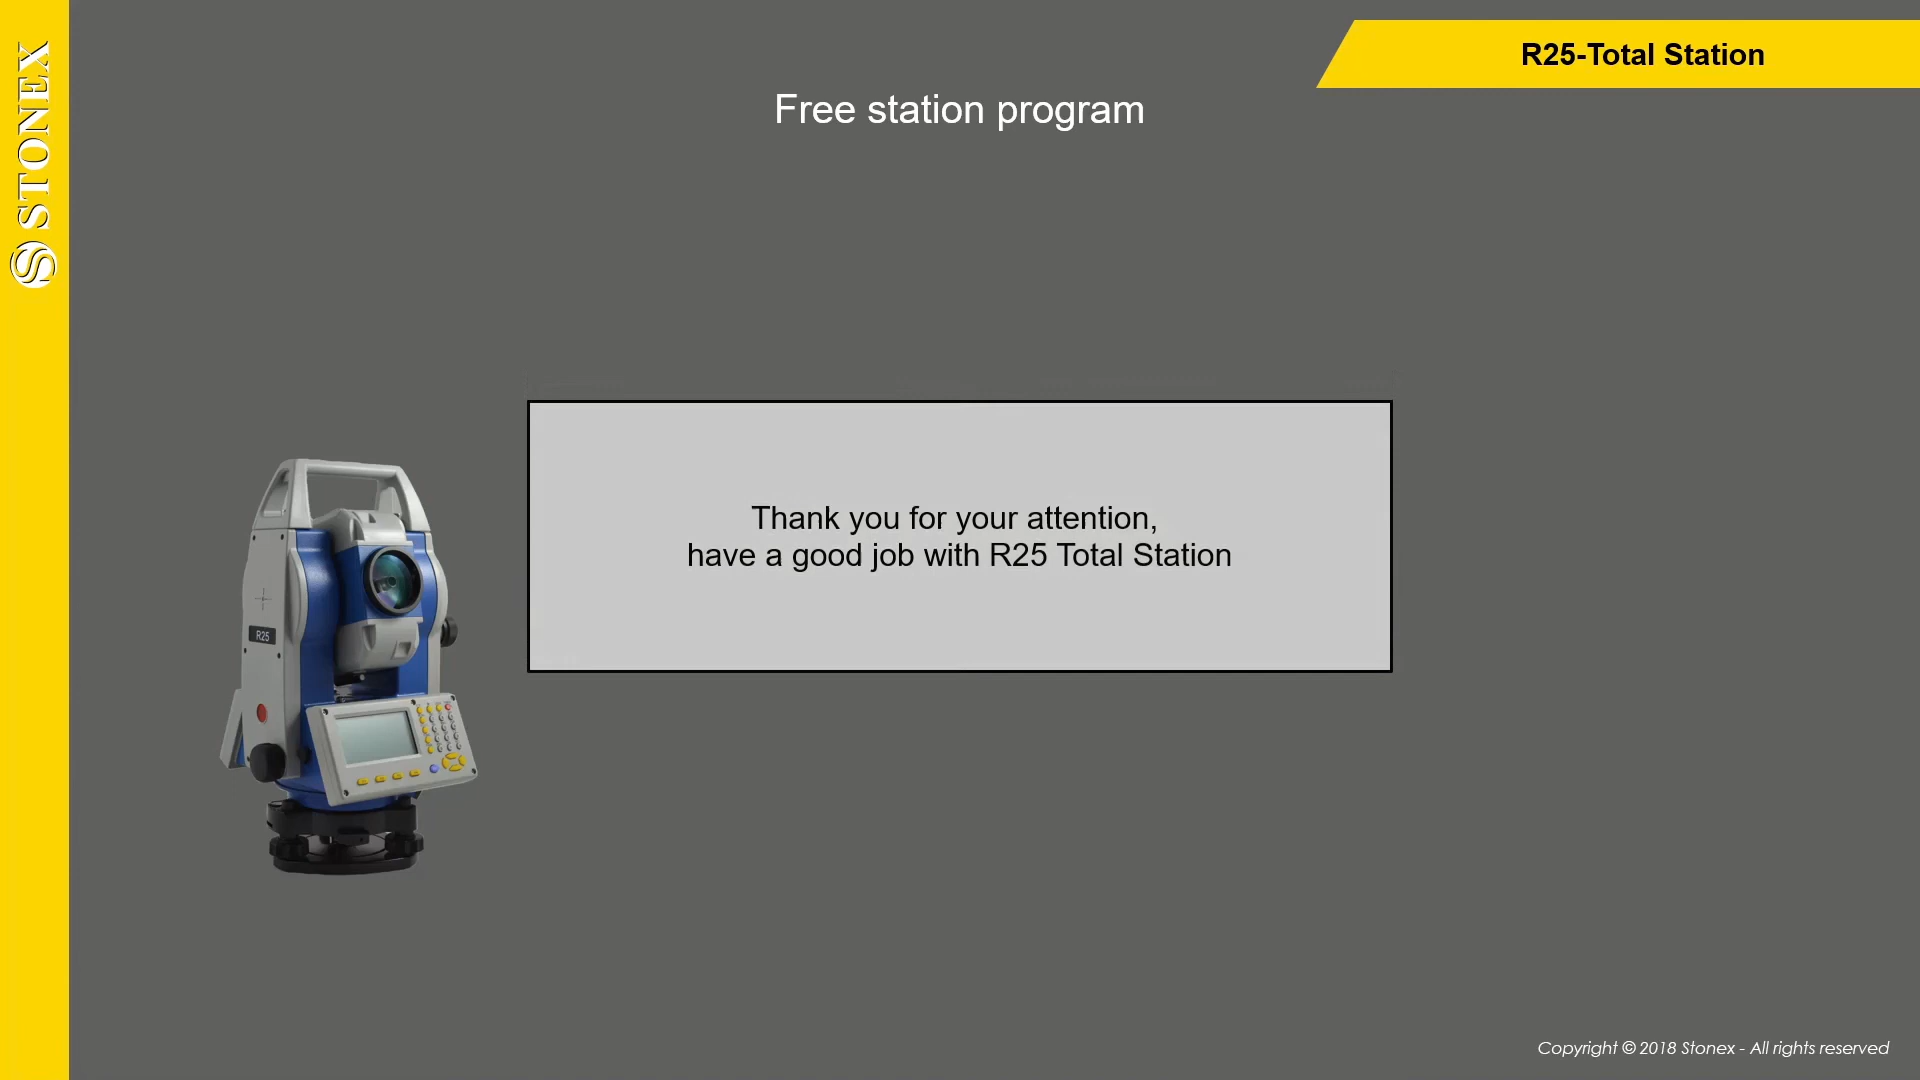 STONEX
R25-Total Station
Free station program
Thank you for your attention,
have a good job with R25 Total Station
R25
Copyright © 2018 Stonex - All rights reserved